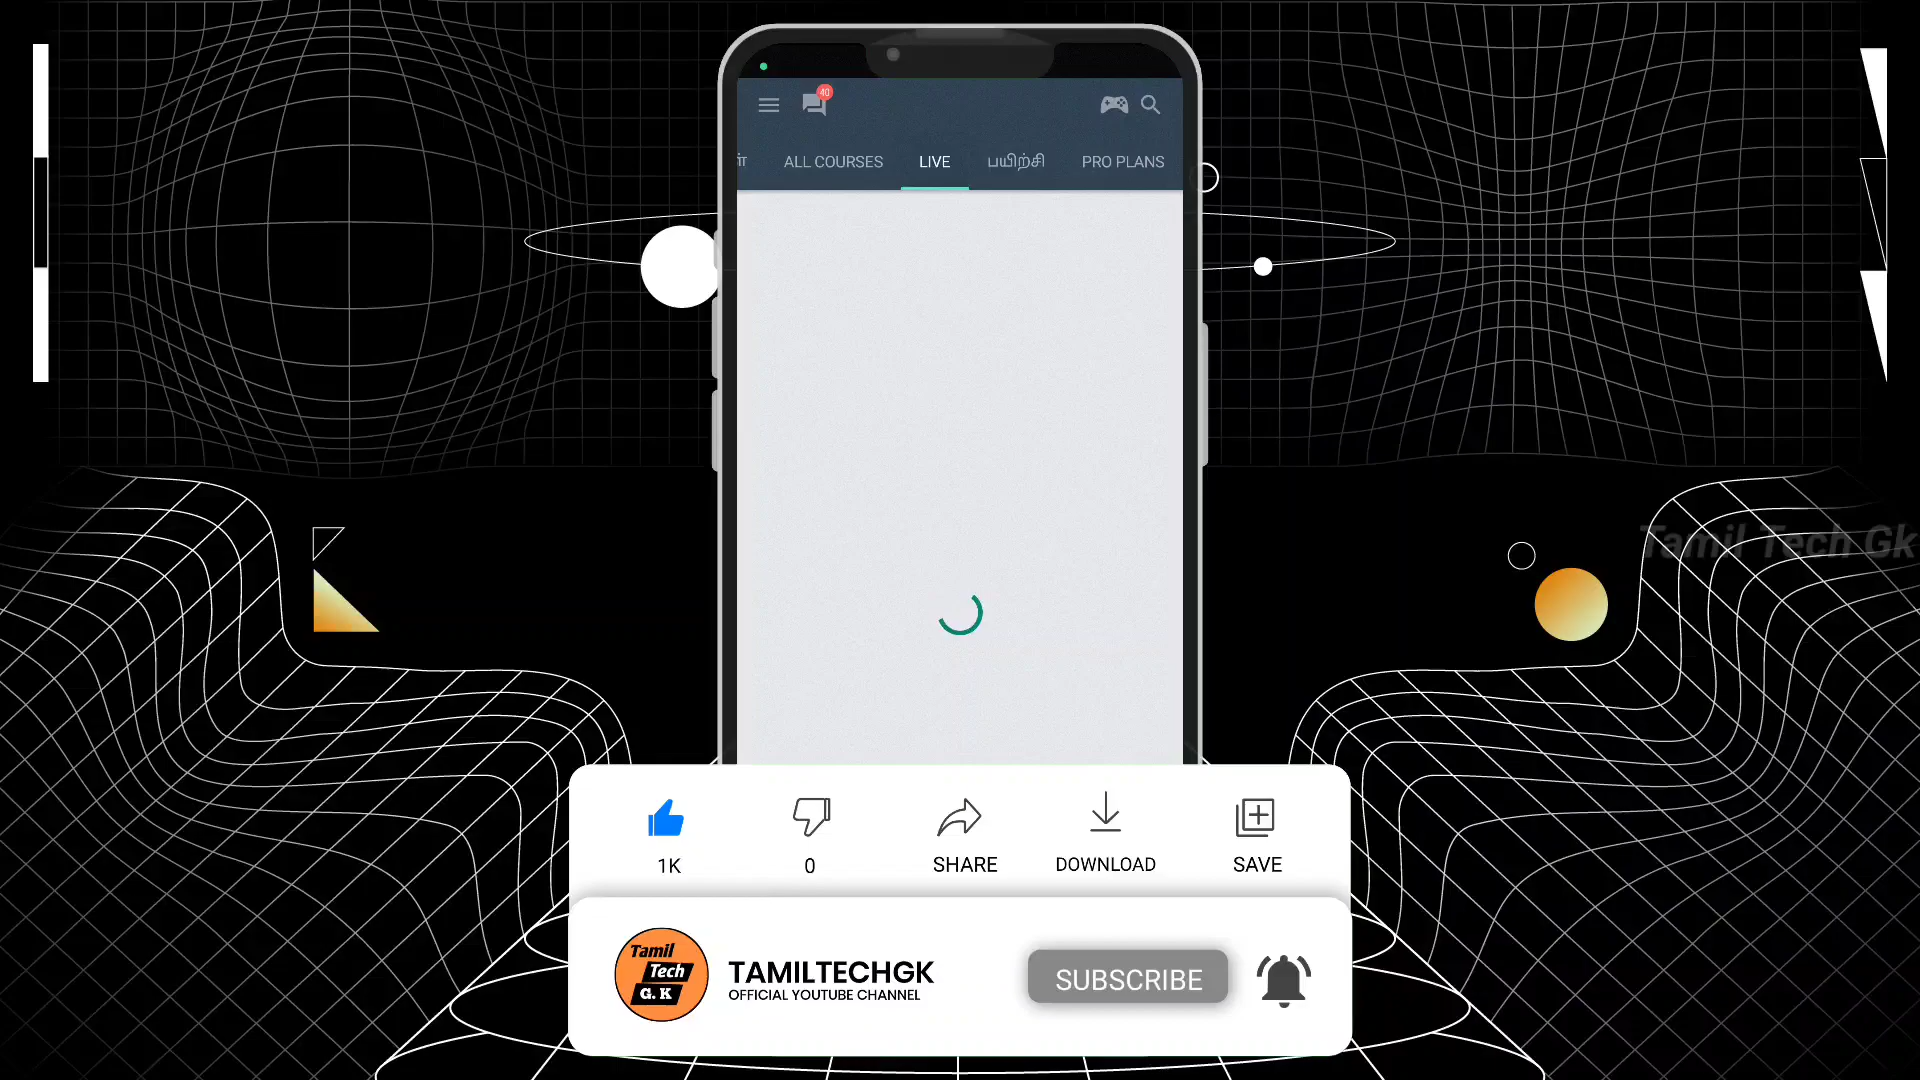 40
ALL COURSES LIVE பயிற்சி PRO PLANS
Tamil Tech Gk
1K 0 SHARE DOWNLOAD SAVE
Tamil
Tech
G. K
TAMILTECHGK
OFFICIAL YOUTUBE CHANNEL
SUBSCRIBE